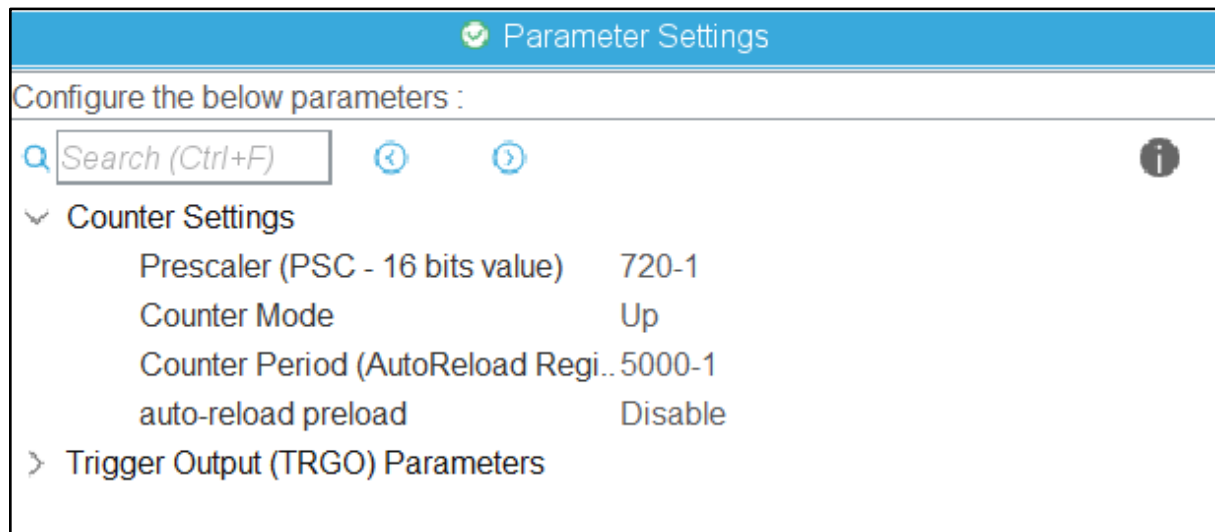 Parameter Settings
Configure the below parameters :
Search (Ctrl+F)
Counter Settings
Prescaler (PSC - 16 bits value) 720-1
Counter Mode Up
Counter Period (AutoReload Regi.. 5000-1
auto-reload preload Disable
Trigger Output (TRGO) Parameters